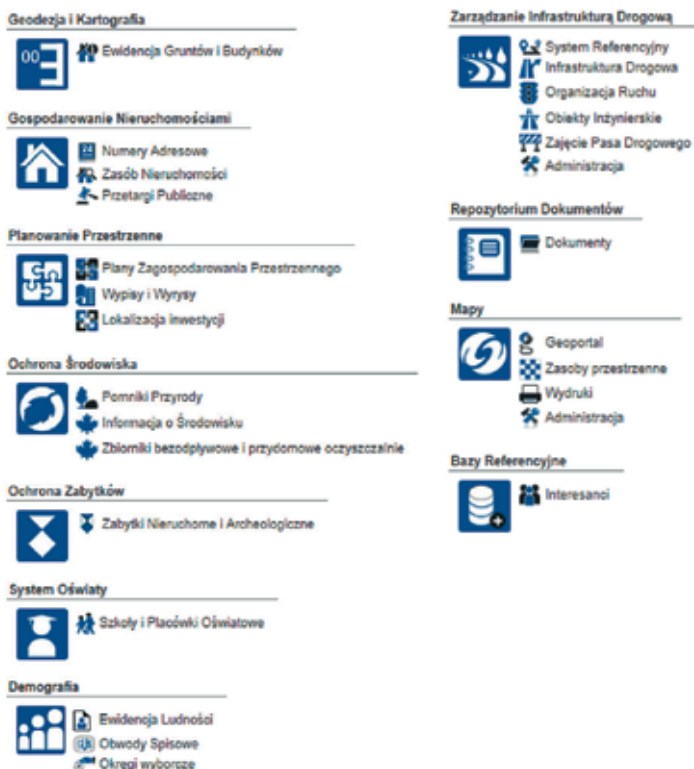 Geodezja i Kartografia
Ewidencja Gruntów i Budynków
Gospodarowanie Nieruchomościami
Numery Adresowe
Zasób Nieruchomości
Przetargi Publiczne
Planowanie Przestrzenne
Plany Zagospodarowania Przestrzennego
Wypisy i Wyrysy
Lokalizacja inwestycji
Ochrona Środowiska
Pomniki Przyrody
Informacja o Środowisku
Zbiorniki bezodpływowe i przydomowe oczyszczalnie
Ochrona Zabytków
Zabytki Nieruchome i Archeologiczne
System Oświaty
Szkoły i Placówki Oświatowe
Demografia
Ewidencja Ludności
Obwody Spisowe
Okręgi wyborcze
Zarządzanie Infrastrukturą Drogową
System Referencyjny
Infrastruktura Drogowa
Organizacja Ruchu
Obiekty Inżynierskie
Zajęcie Pasa Drogowego
Administracja
Repozytorium Dokumentów
Dokumenty
Mapy
Geoportal
Zasoby przestrzenne
Wydruki
Administracja
Bazy Referencyjne
Interesanci